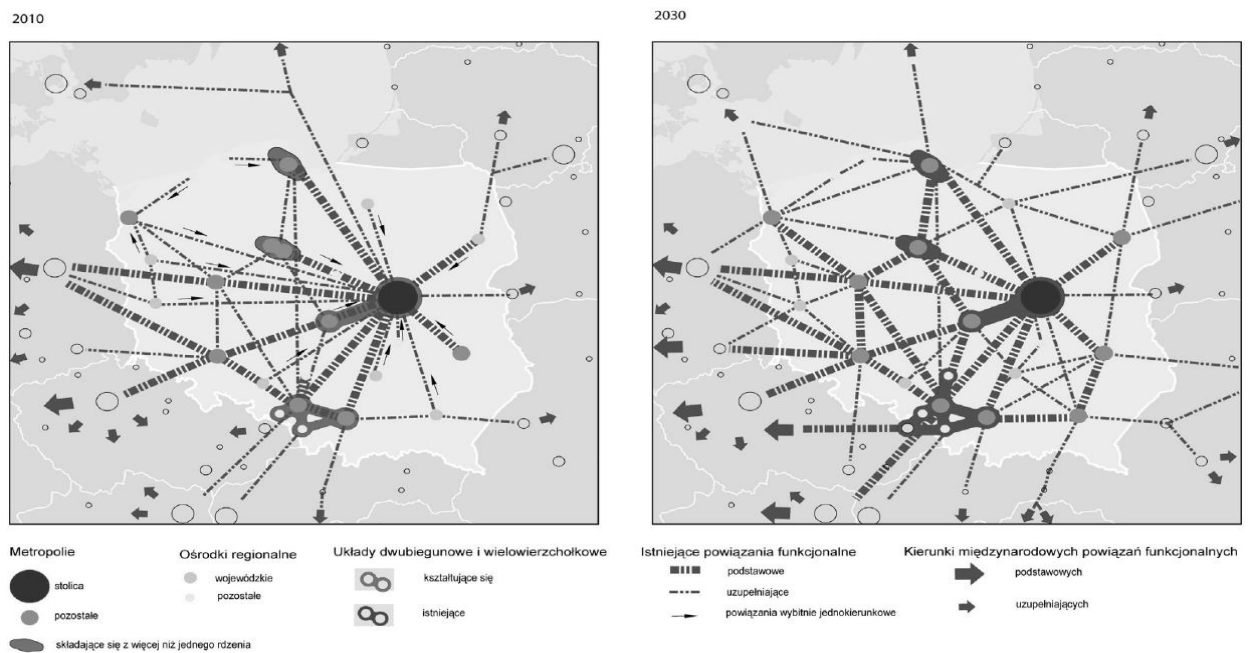 2010
2030
Metropolie
stolica
pozostałe
składające się z więcej niż jednego rdzenia
Ośrodki regionalne
wojewódzkie
pozostałe
Układy dwubiegunowe i wielowierzchołkowe
kształtujące się
istniejące
Istniejące powiązania funkcjonalne
podstawowe
uzupełniające
powiązania wybitnie jednokierunkowe
Kierunki międzynarodowych powiązań funkcjonalnych
podstawowych
uzupełniających